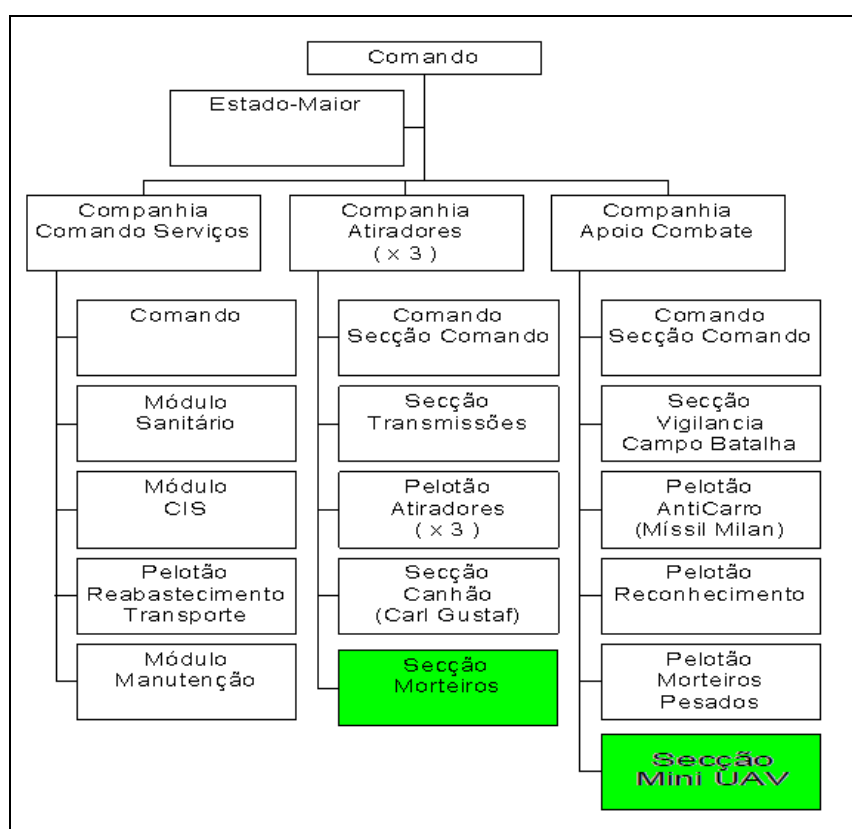 Comando
Estado-Maior
Companhia
Comando Serviços
Companhia
Atiradores
( x 3 )
Companhia
Apoio Combate
Comando
Módulo
Sanitário
Módulo
CIS
Pelotão
Reabastecimento
Transporte
Módulo
Manutenção
Comando
Secção Comando
Secção
Transmissões
Pelotão
Atiradores
( x 3 )
Secção
Canhão
(Carl Gustaf)
Secção
Morteiros
Comando
Secção Comando
Secção
Vigilancia
Campo Batalha
Pelotão
AntiCarro
(Míssil Milan)
Pelotão
Reconhecimento
Pelotão
Morteiros
Pesados
Secção
Mini UAV